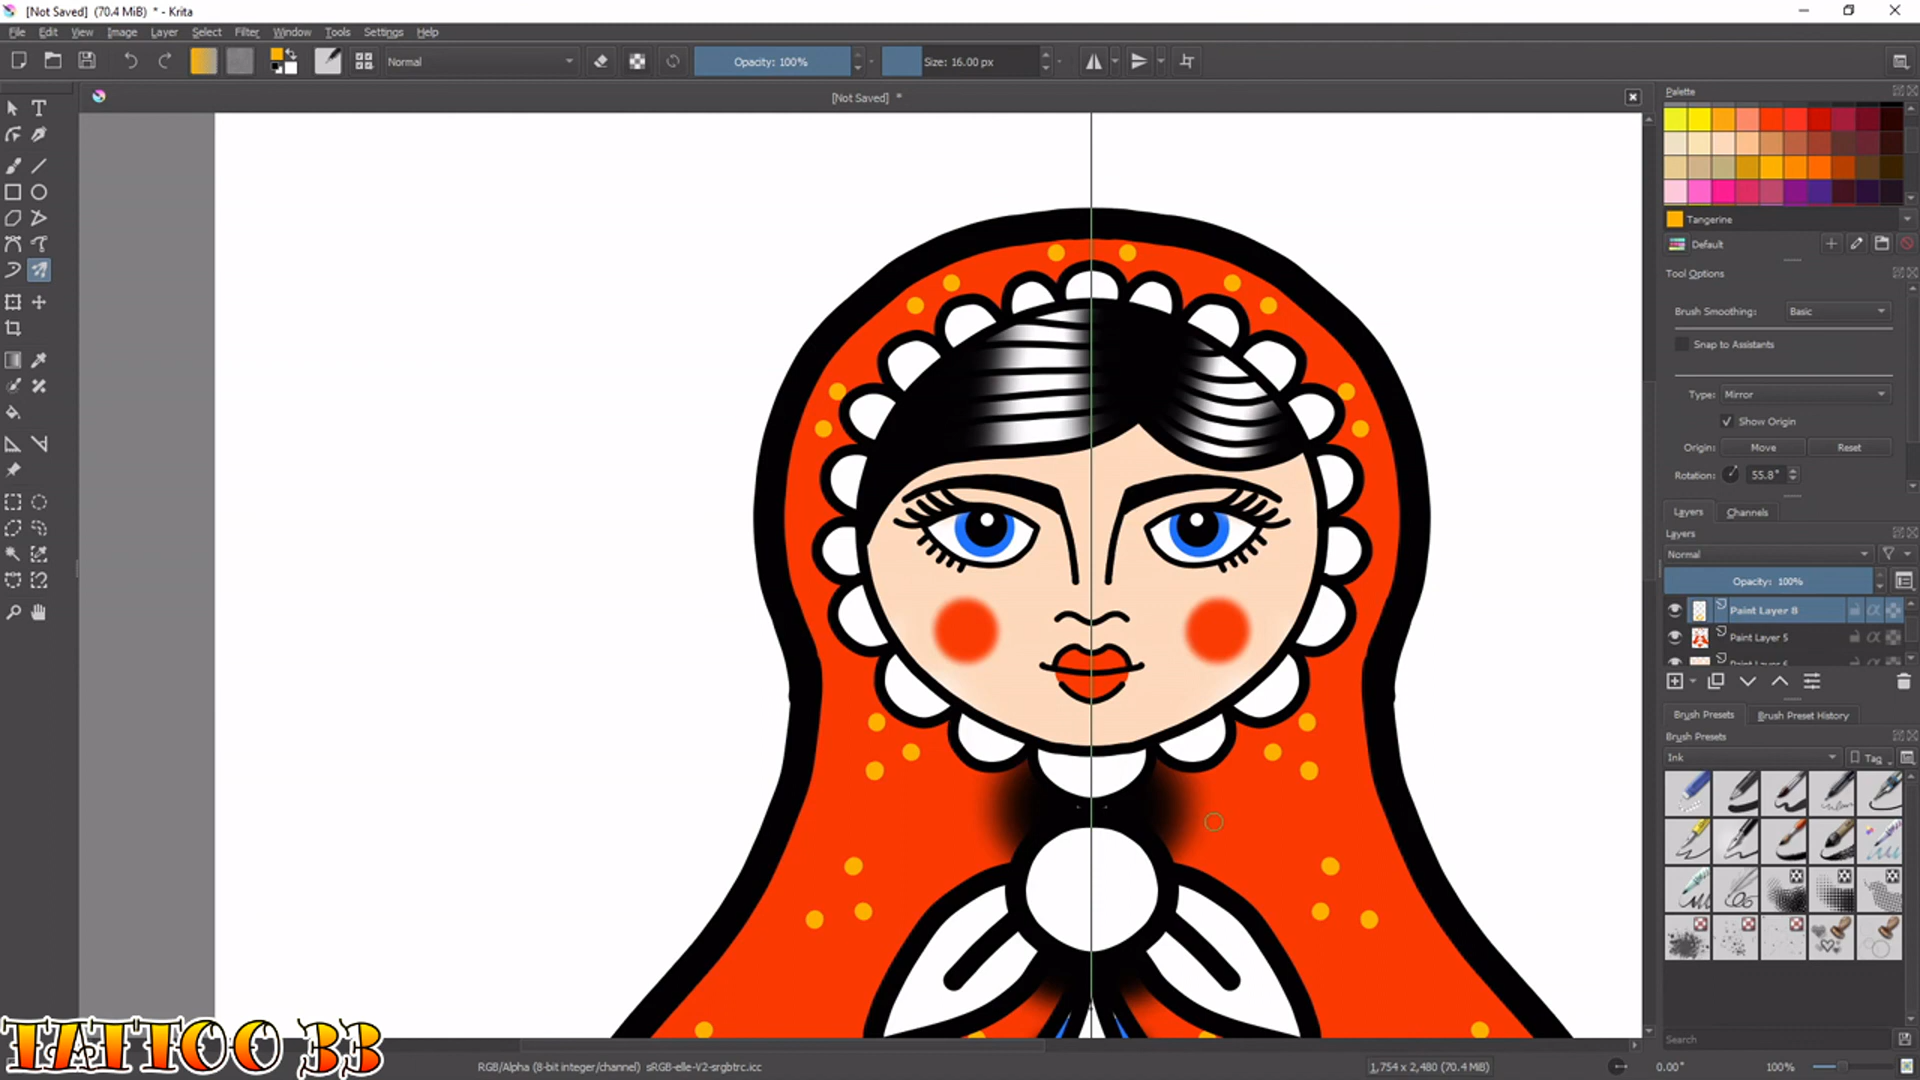 [Not Saved] (70.4 MiB) * - Krita
File Edit View Image Layer Select Filter Window Tools Settings Help
Normal Opacity: 100% Size: 16.00 px
[Not Saved] *
Palette
Tangerine
Default
Tool Options
Brush Smoothing: Basic
Snap to Assistants
Type: Mirror
Show Origin
Origin: Move Reset
Rotation: 55.8°
Layers Channels
Layers
Normal
Opacity: 100%
Paint Layer 8
Paint Layer 5
Brush Presets Brush Preset History
Brush Presets
Ink Tag
Search
TATTOO BB
RGB/Alpha (8-bit integer/channel) sRGB-elle-V2-srgbtrc.icc 1,754 x 2,480 (70.4 MiB) 0.00° 100%